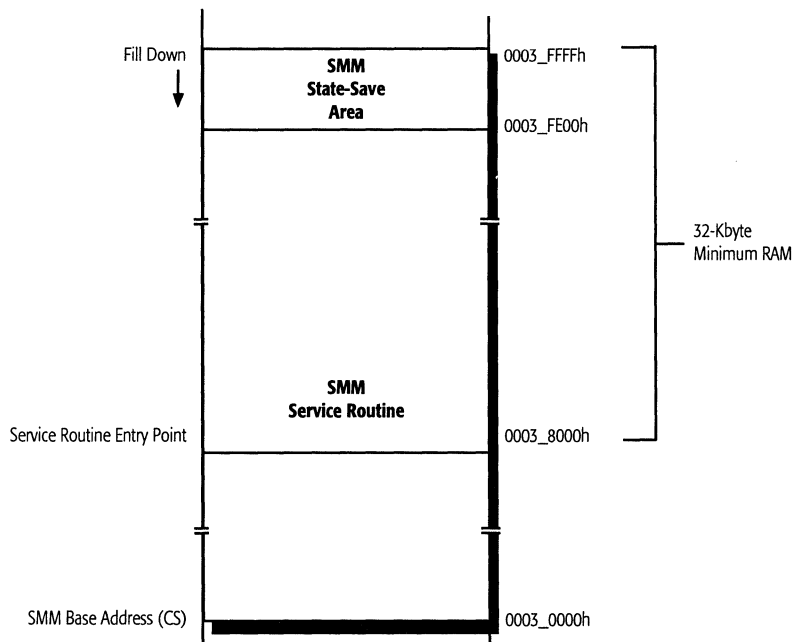 Fill Down
SMM
State-Save
Area
0003_FFFFh
0003_FE00h
32-Kbyte
Minimum RAM
SMM
Service Routine
Service Routine Entry Point
0003_8000h
SMM Base Address (CS)
0003_0000h